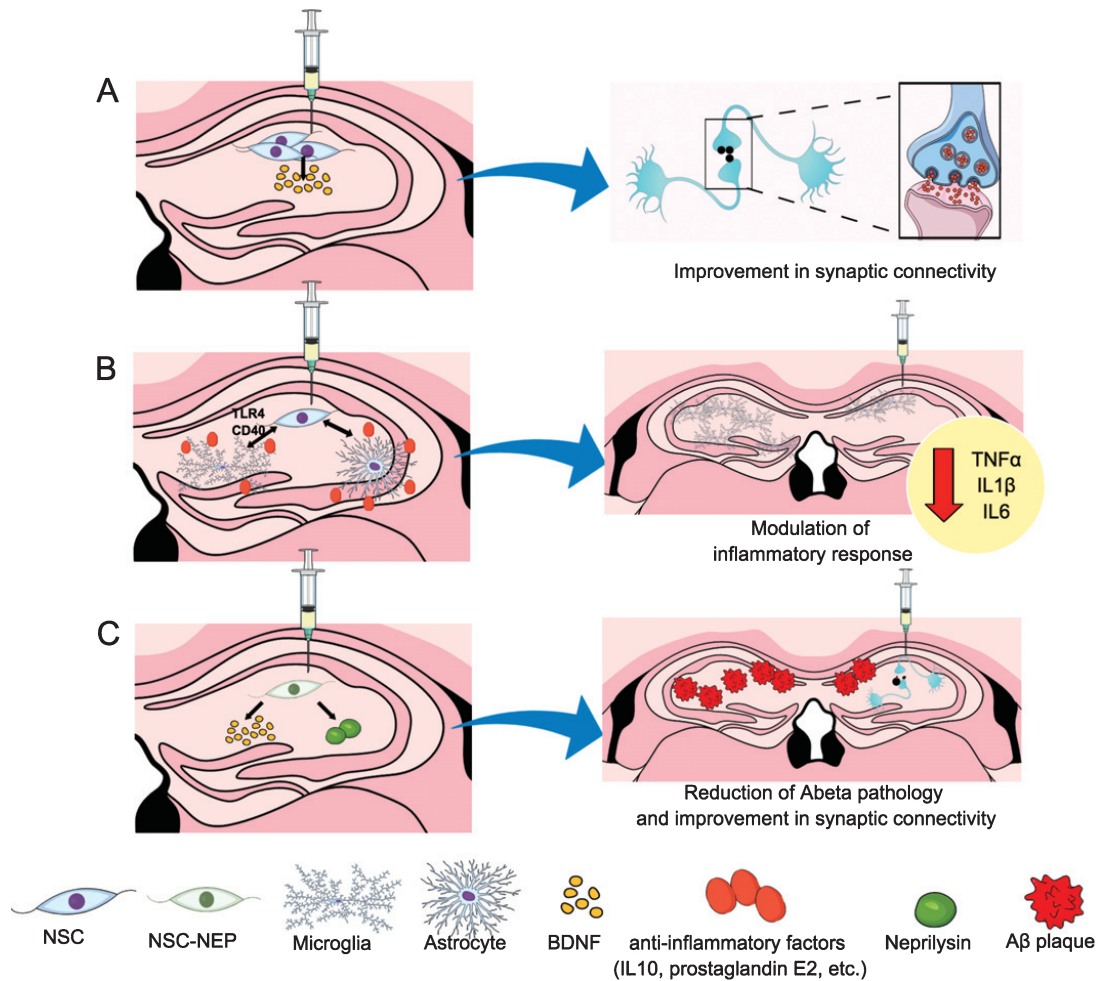 A
Improvement in synaptic connectivity
B
TLR4
CD40
TNFα
IL1β
IL6
Modulation of
inflammatory response
C
Reduction of Abeta pathology
and improvement in synaptic connectivity
NSC
NSC-NEP
Microglia
Astrocyte
BDNF
anti-inflammatory factors
(IL10, prostaglandin E2, etc.)
Neprilysin
Aβ plaque